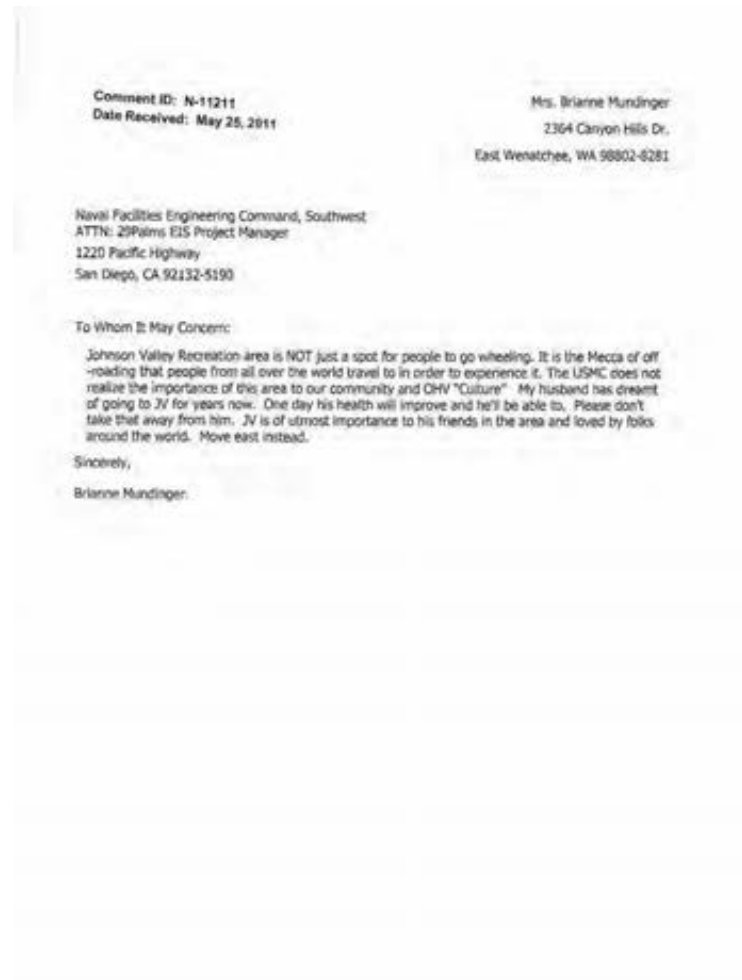 Comment ID: N-11211
Date Received: May 25, 2011
Mrs. Brianne Mundinger
2364 Canyon Hills Dr.
East Wenatchee, WA 98802-8281
Naval Facilities Engineering Command, Southwest
ATTN: 29Palms EIS Project Manager
1220 Pacific Highway
San Diego, CA 92132-5190
To Whom It May Concern:
Johnson Valley Recreation area is NOT just a spot for people to go wheeling. It is the Mecca of off
-roading that people from all over the world travel to in order to experience it. The USMC does not
realize the importance of this area to our community and OHV "Culture"  My husband has dreamt
of going to JV for years now.  One day his health will improve and he'll be able to.  Please don't
take that away from him.  JV is of utmost importance to his friends in the area and loved by folks
around the world.  Move east instead.
Sincerely,
Brianne Mundinger